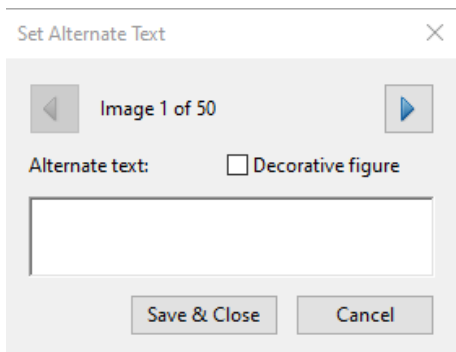 Set Alternate Text
Image 1 of 50
Alternate text: Decorative figure
Save & Close Cancel